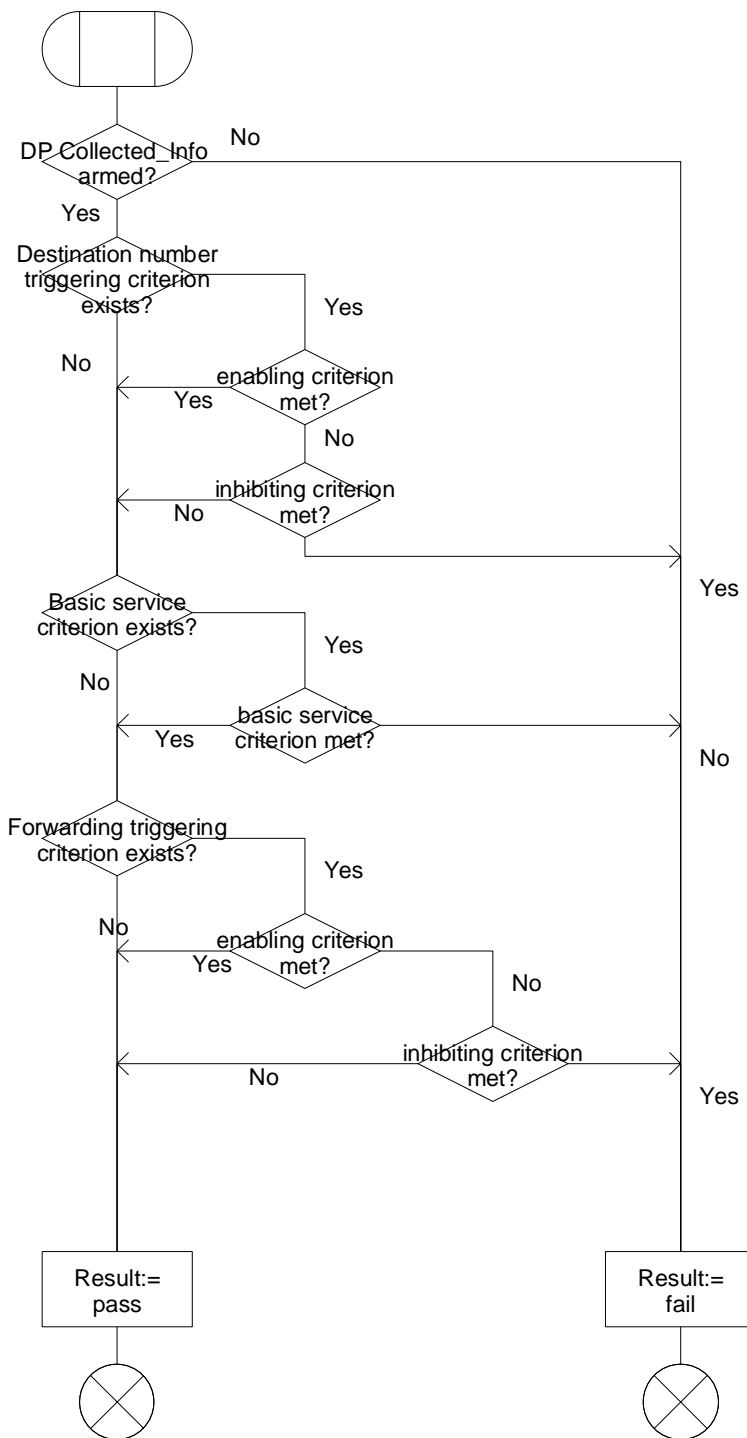 No
DP Collected_Info
armed?
Yes
Destination number
triggering criterion
exists?
Yes
No
enabling criterion
met?
Yes
No
inhibiting criterion
met?
No
Yes
Basic service
criterion exists?
Yes
No
basic service
criterion met?
Yes
No
Forwarding triggering
criterion exists?
Yes
No
enabling criterion
met?
Yes
No
inhibiting criterion
met?
No
Yes
Result:=
pass
Result:=
fail